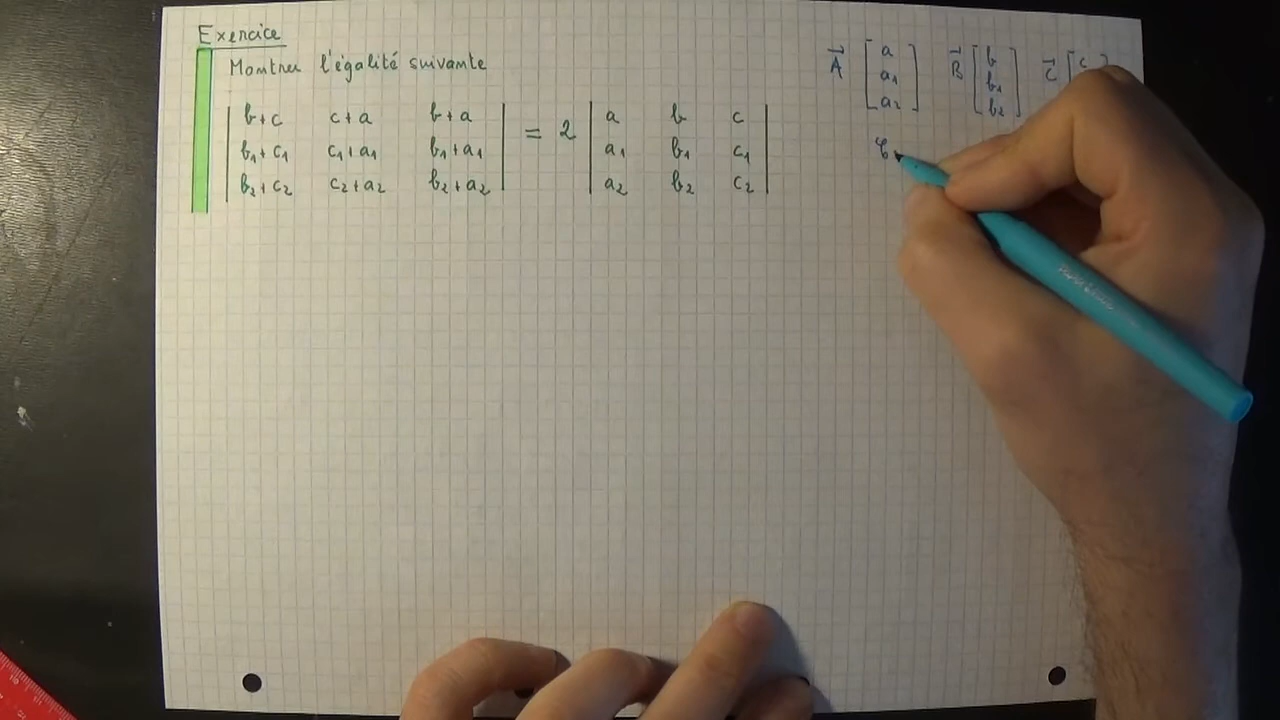 Exercice
Montrer l'égalité suivante
| b+c c+a b+a | = 2 | a b c |
| b₁+c₁ c₁+a₁ b₁+a₁ | | a₁ b₁ c₁ |
| b₂+c₂ c₂+a₂ b₂+a₂ | | a₂ b₂ c₂ |
A⃗ [ a B⃗ [ b C⃗ [ c
a₁ b₁
a₂ ] b₂ ]